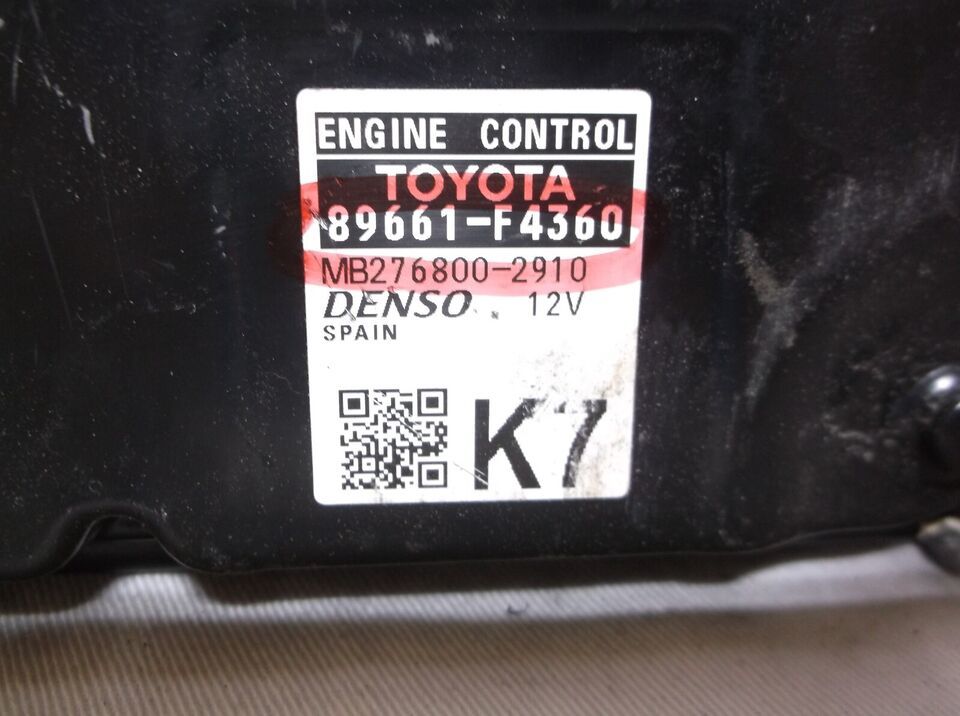 ENGINE CONTROL
TOYOTA
89661-F4360
MB276800-2910
DENSO 12V
SPAIN
K7